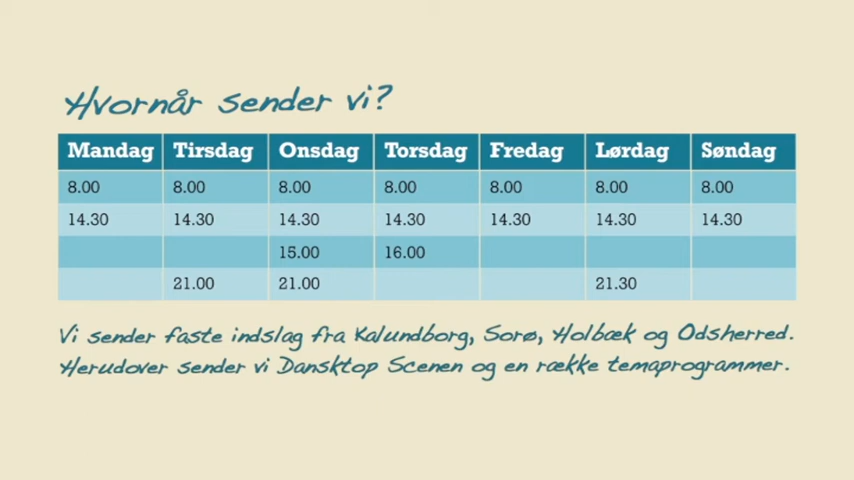 Hvornår sender vi?
Mandag Tirsdag Onsdag Torsdag Fredag Lørdag Søndag
8.00 8.00 8.00 8.00 8.00 8.00 8.00
14.30 14.30 14.30 14.30 14.30 14.30 14.30
15.00 16.00
21.00 21.00 21.30
Vi sender faste indslag fra Kalundborg, Sorø, Holbæk og Odsherred.
Herudover sender vi Dansktop Scenen og en række temaprogrammer.